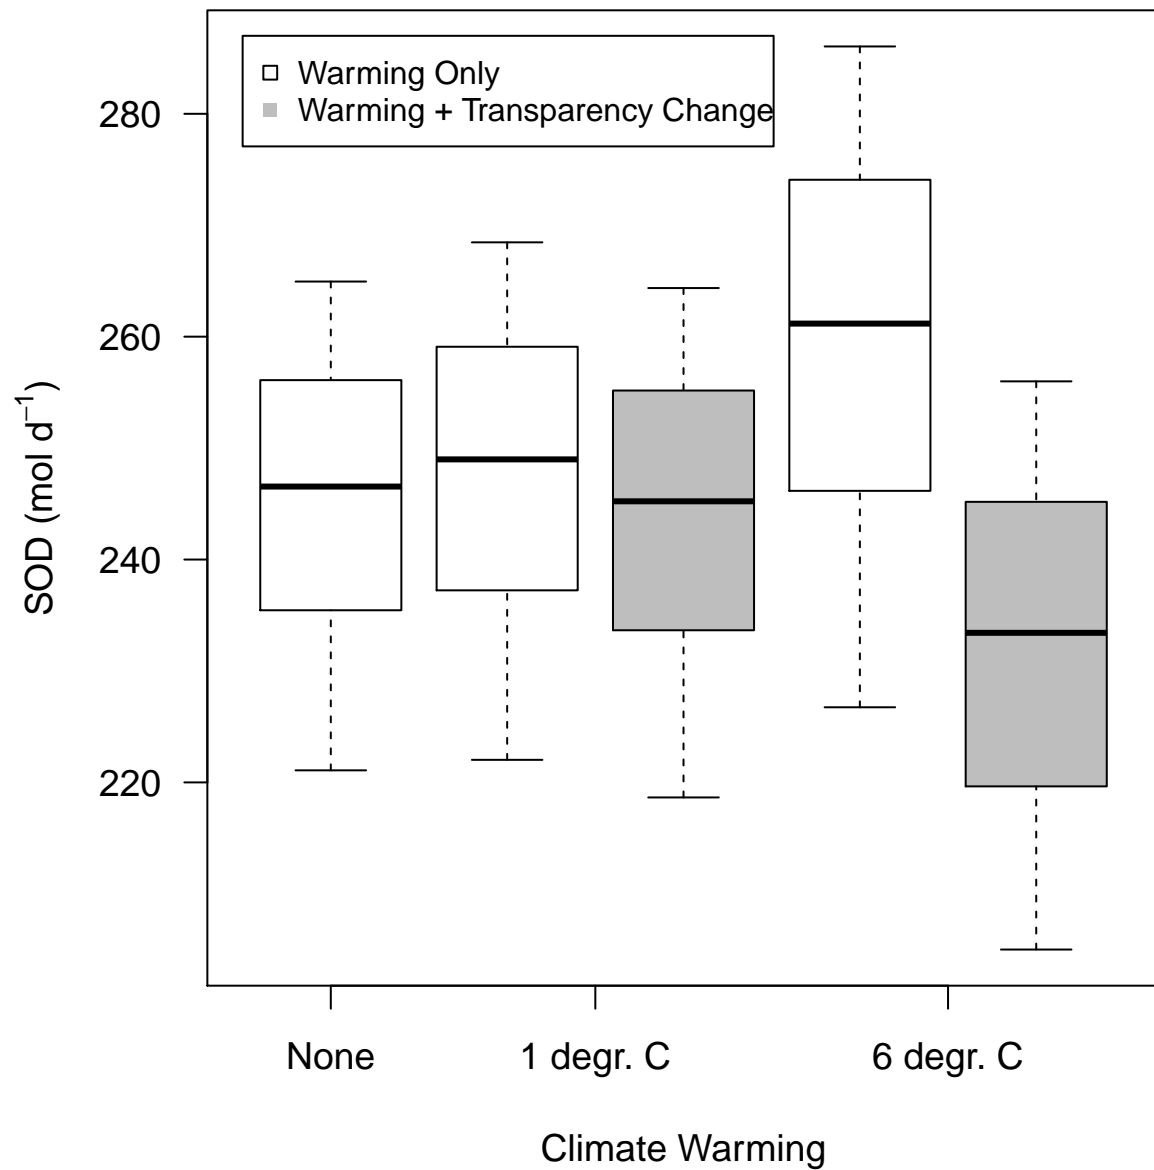 Warming Only
Warming + Transparency Change
280
260
240
220
SOD (mol d⁻¹)
None 1 degr. C 6 degr. C
Climate Warming